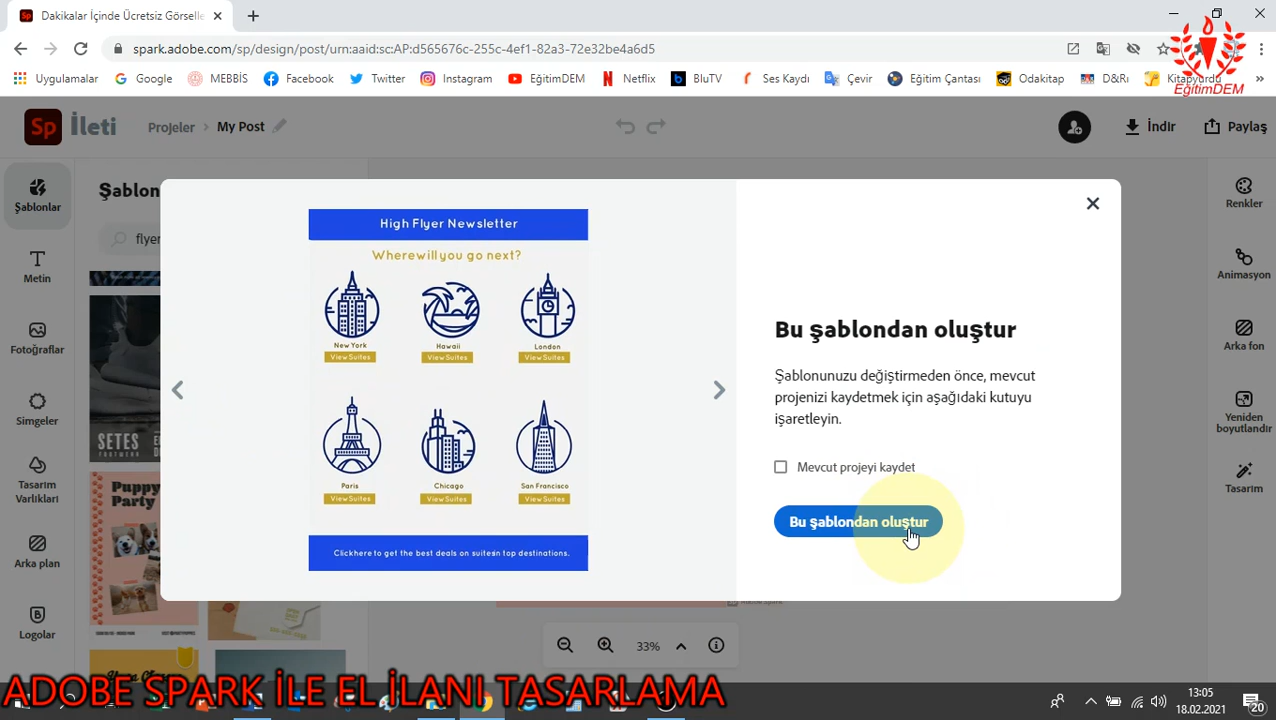 Dakikalar İçinde Ücretsiz Görselle
spark.adobe.com/sp/design/post/urn:aaid:sc:AP:d565676c-255c-4ef1-82a3-72e32be4a6d5
Uygulamalar Google MEBBİS Facebook Twitter Instagram EğitimDEM Netflix BluTV Ses Kaydı Çevir Eğitim Çantası Odakitap D&Rı Kitapyurdu »
EğitimDEM
Sp İleti Projeler > My Post İndir Paylaş
Şablonlar
Metin
Fotoğraflar
Simgeler
Tasarım
Varlıkları
Arka plan
Logolar
Şablon
flyer
SETES
Puppy
Party
High Flyer Newsletter
Where will you go next?
New York Hawaii London
View Suites View Suites View Suites
Paris Chicago San Francisco
View Suites View Suites View Suites
Click here to get the best deals on suites in top destinations.
Bu şablondan oluştur
Şablonunuzu değiştirmeden önce, mevcut
projenizi kaydetmek için aşağıdaki kutuyu
işaretleyin.
Mevcut projeyi kaydet
Bu şablondan oluştur
Renkler
Animasyon
Arka fon
Yeniden
boyutlandır
Tasarım
33%
ADOBE SPARK İLE EL İLANI TASARLAMA
13:05
18.02.2021
20